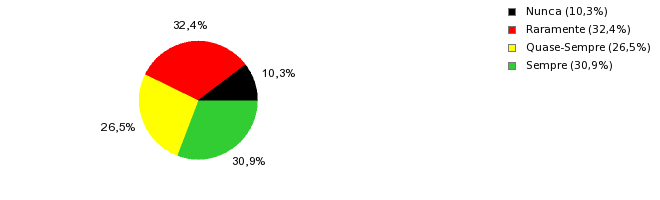 32,4%
10,3%
26,5%
30,9%
Nunca (10,3%)
Raramente (32,4%)
Quase-Sempre (26,5%)
Sempre (30,9%)